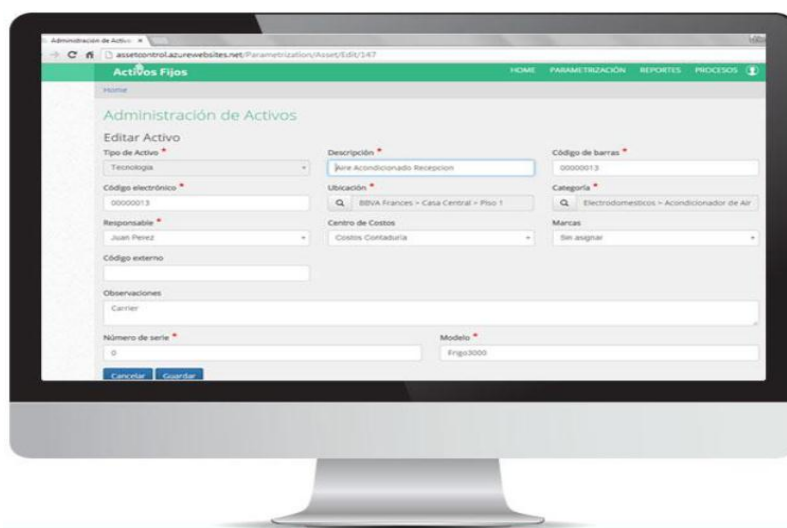 Administración de Activo
assetcontrol.azurewebsites.net/Parametrization/Asset/Edit/147
Activos Fijos
HOME PARAMETRIZACIÓN REPORTES PROCESOS
Home
Administración de Activos
Editar Activo
Tipo de Activo * Descripción * Código de barras *
Tecnología Aire Acondicionado Recepcion 00000013
Código electrónico * Ubicación * Categoría *
00000013 BBVA Frances > Casa Central > Piso 1 Electrodomesticos > Acondicionador de Air
Responsable * Centro de Costos Marcas
Juan Perez Costos Contaduría Sin asignar
Código externo
Observaciones
Carrier
Número de serie * Modelo *
0 Frigo3000
Cancelar Guardar